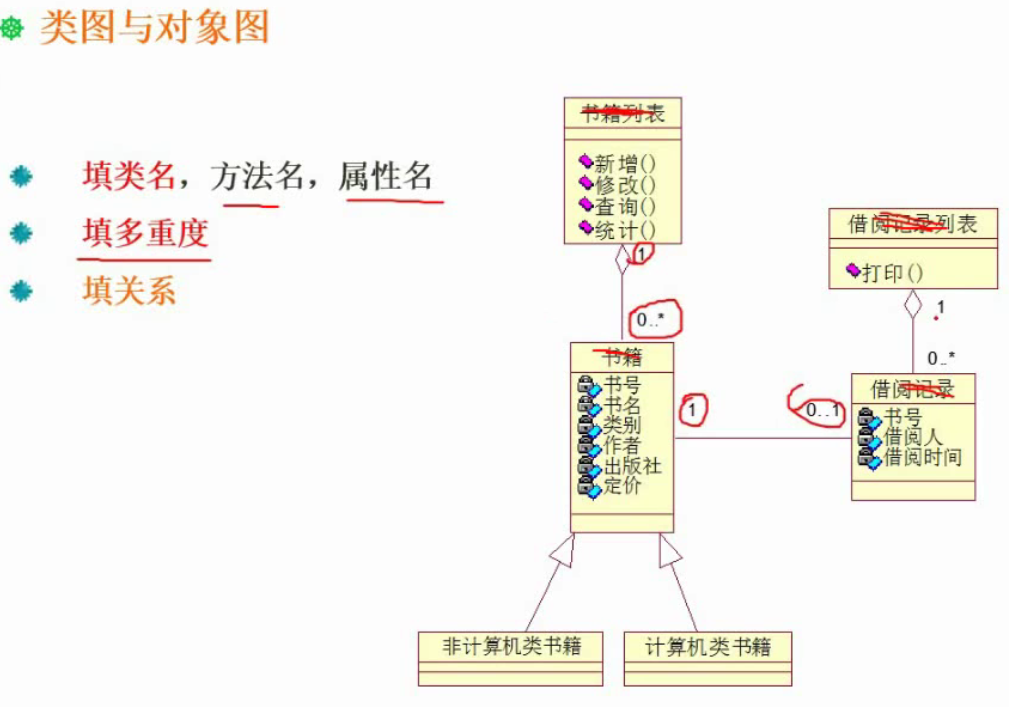 类图与对象图
填类名，方法名，属性名
填多重度
填关系
书籍列表
新增()
修改()
查询()
统计()
1
0..*
书籍
书号
书名
类别
作者
出版社
定价
1
0..1
借阅记录列表
打印()
1
0..*
借阅记录
书号
借阅人
借阅时间
非计算机类书籍
计算机类书籍